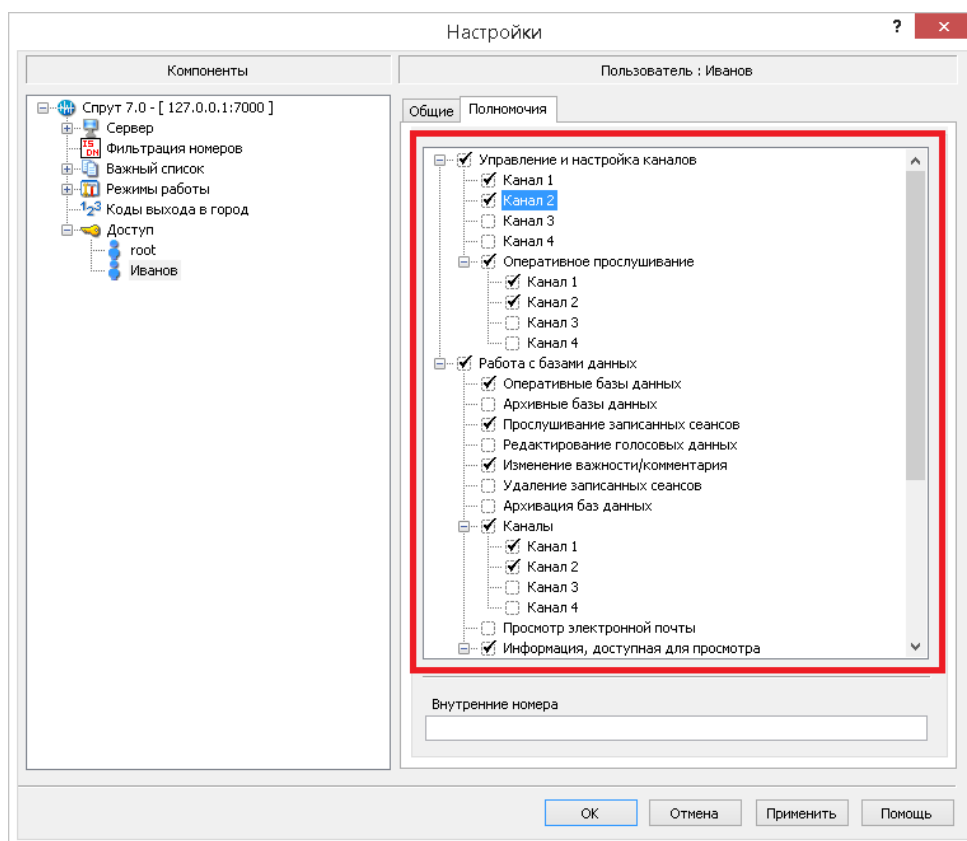 Настройки
?
Компоненты
Пользователь : Иванов
Спрут 7.0 - [ 127.0.0.1:7000 ]
Сервер
IS DN Фильтрация номеров
Важный список
Режимы работы
123 Коды выхода в город
Доступ
root
Иванов
Общие
Полномочия
Управление и настройка каналов
Канал 1
Канал 2
Канал 3
Канал 4
Оперативное прослушивание
Канал 1
Канал 2
Канал 3
Канал 4
Работа с базами данных
Оперативные базы данных
Архивные базы данных
Прослушивание записанных сеансов
Редактирование голосовых данных
Изменение важности/комментария
Удаление записанных сеансов
Архивация баз данных
Каналы
Канал 1
Канал 2
Канал 3
Канал 4
Просмотр электронной почты
Информация, доступная для просмотра
Внутренние номера
OK
Отмена
Применить
Помощь